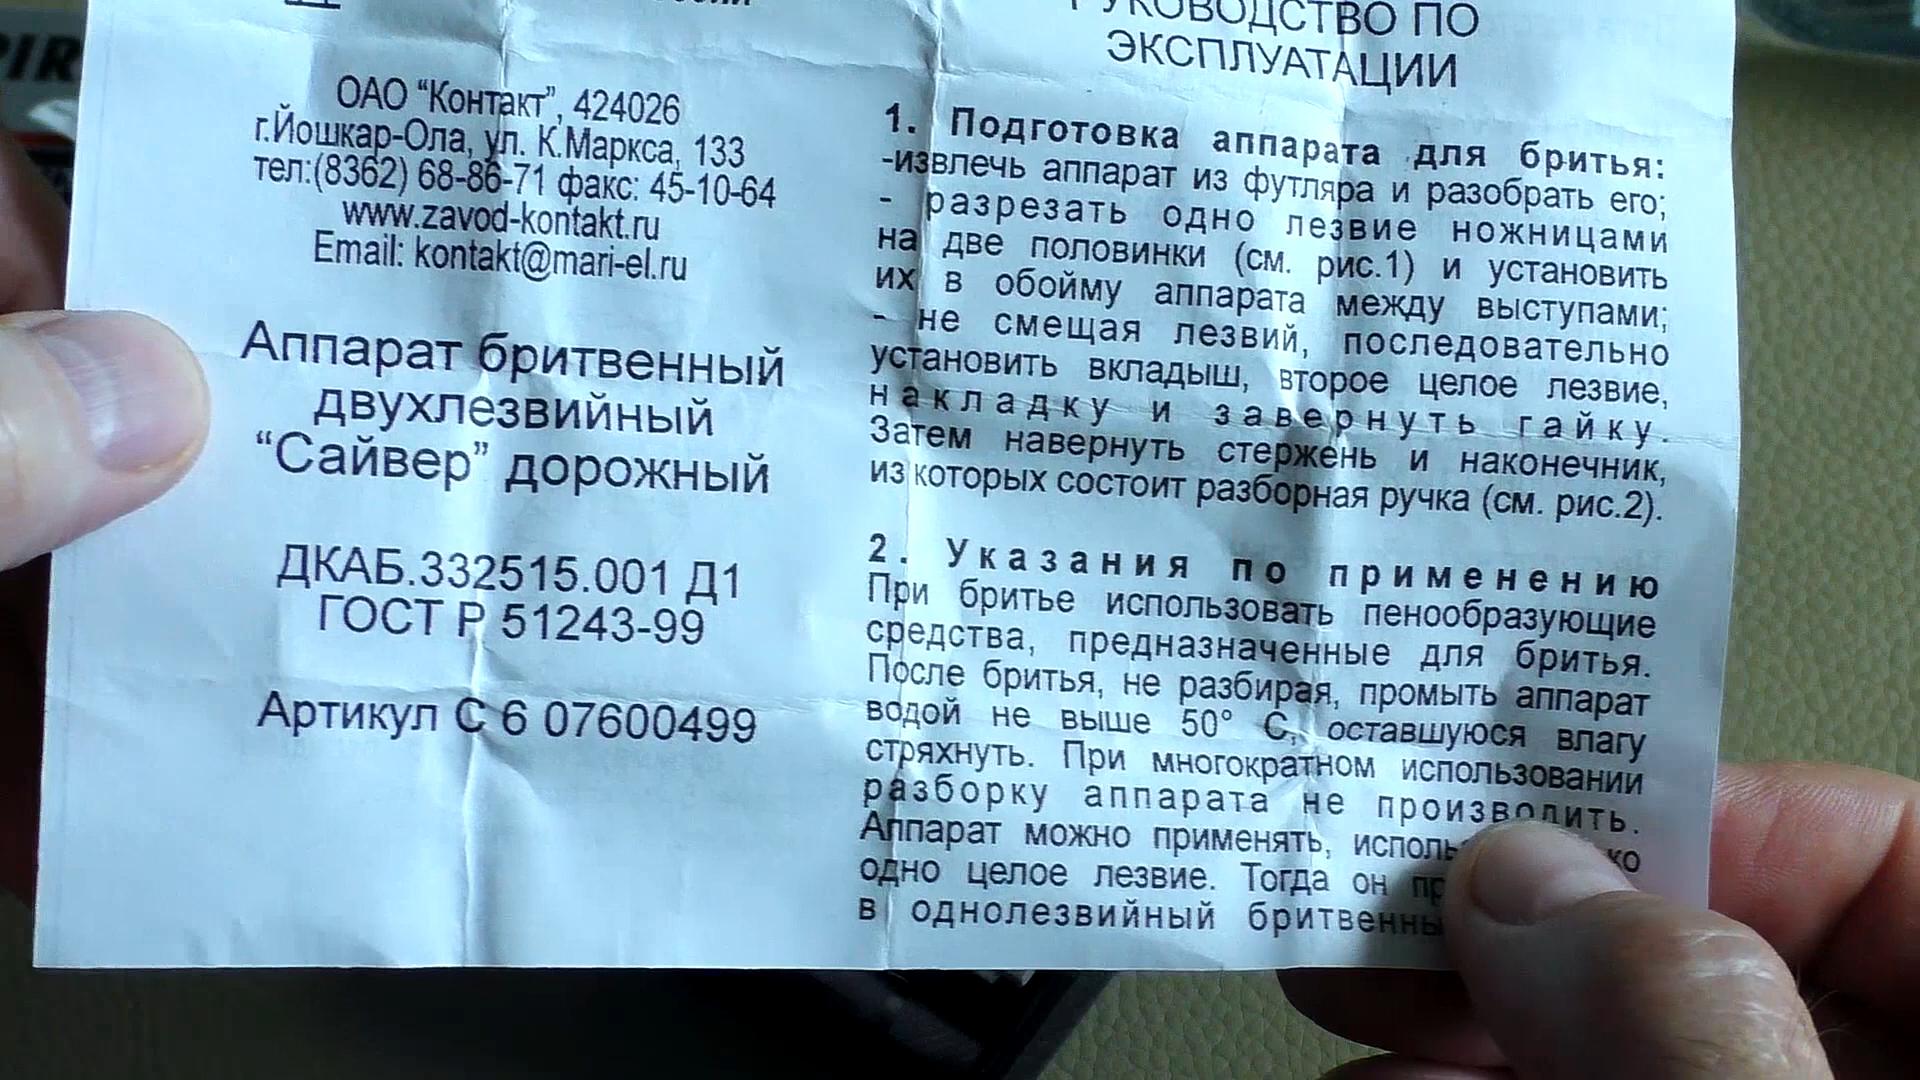 ОАО “Контакт”, 424026
г.Йошкар-Ола, ул. К.Маркса, 133
тел:(8362) 68-86-71 факс: 45-10-64
www.zavod-kontakt.ru
Email: kontakt@mari-el.ru
Аппарат бритвенный
двухлезвийный
“Сайвер” дорожный
ДКАБ.332515.001 Д1
ГОСТ Р 51243-99
Артикул С 6 07600499
РУКОВОДСТВО ПО
ЭКСПЛУАТАЦИИ
1. Подготовка аппарата для бритья:
-извлечь аппарат из футляра и разобрать его;
- разрезать одно лезвие ножницами
на две половинки (см. рис.1) и установить
их в обойму аппарата между выступами;
- не смещая лезвий, последовательно
установить вкладыш, второе целое лезвие,
накладку и завернуть гайку.
Затем навернуть стержень и наконечник,
из которых состоит разборная ручка (см. рис.2).
2. Указания по применению
При бритье использовать пенообразующие
средства, предназначенные для бритья.
После бритья, не разбирая, промыть аппарат
водой не выше 50° С, оставшуюся влагу
стряхнуть. При многократном использовании
разборку аппарата не производить.
Аппарат можно применять,
одно целое лезвие. Тогда он
в однолезвийный